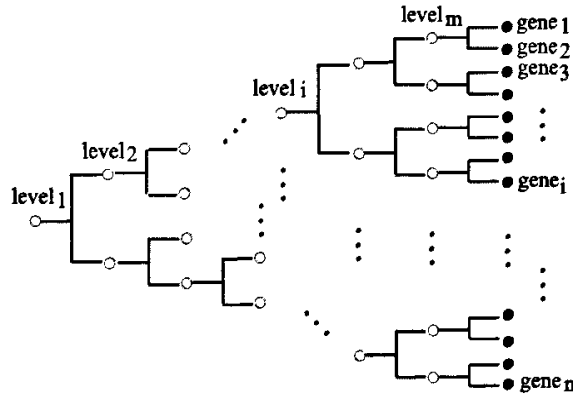 level m
gene 1
gene 2
gene 3
level i
level 2
level 1
gene i
gene n